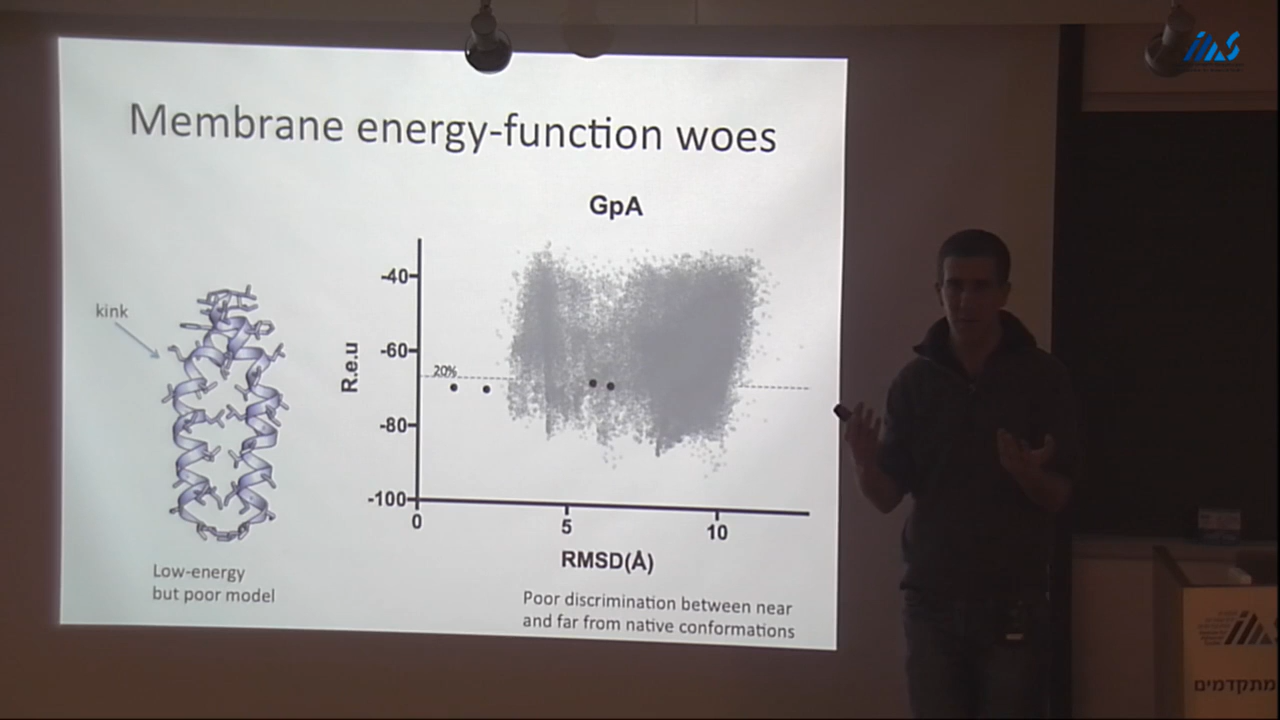 Membrane energy-function woes
GpA
kink
R.e.u
-40
-60
-80
-100
20%
0
5
10
RMSD(Å)
Low-energy
but poor model
Poor discrimination between near
and far from native conformations
מתקדמים